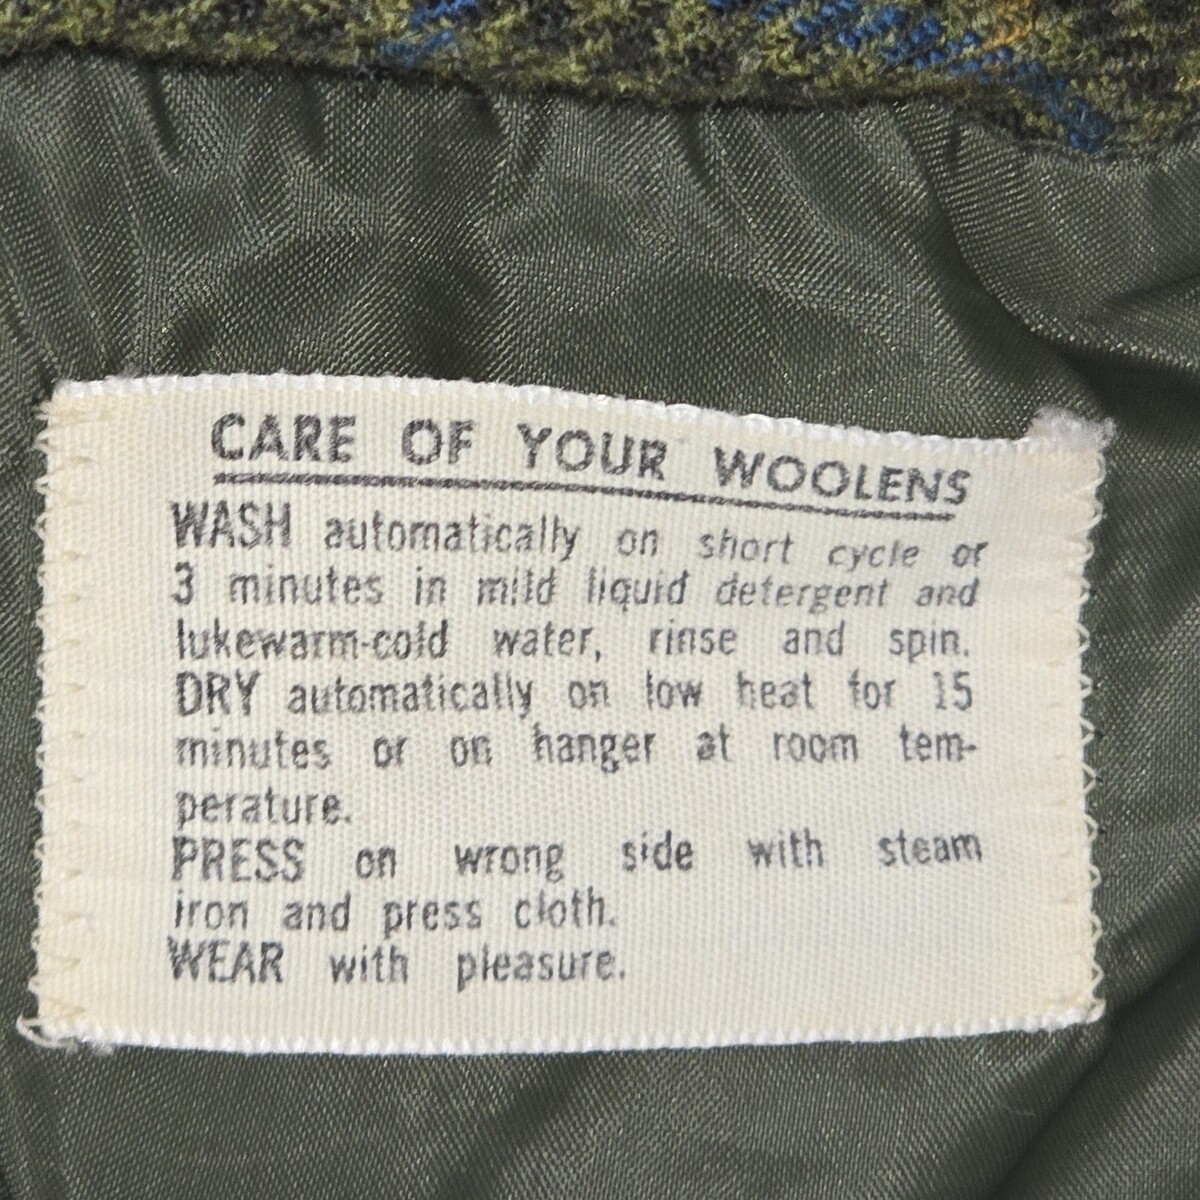 CARE OF YOUR WOOLENS
WASH automatically on short cycle or
3 minutes in mild liquid detergent and
lukewarm-cold water, rinse and spin.
DRY automatically on low heat for 15
minutes or on hanger at room tem-
perature.
PRESS on wrong side with steam
iron and press cloth.
WEAR with pleasure.